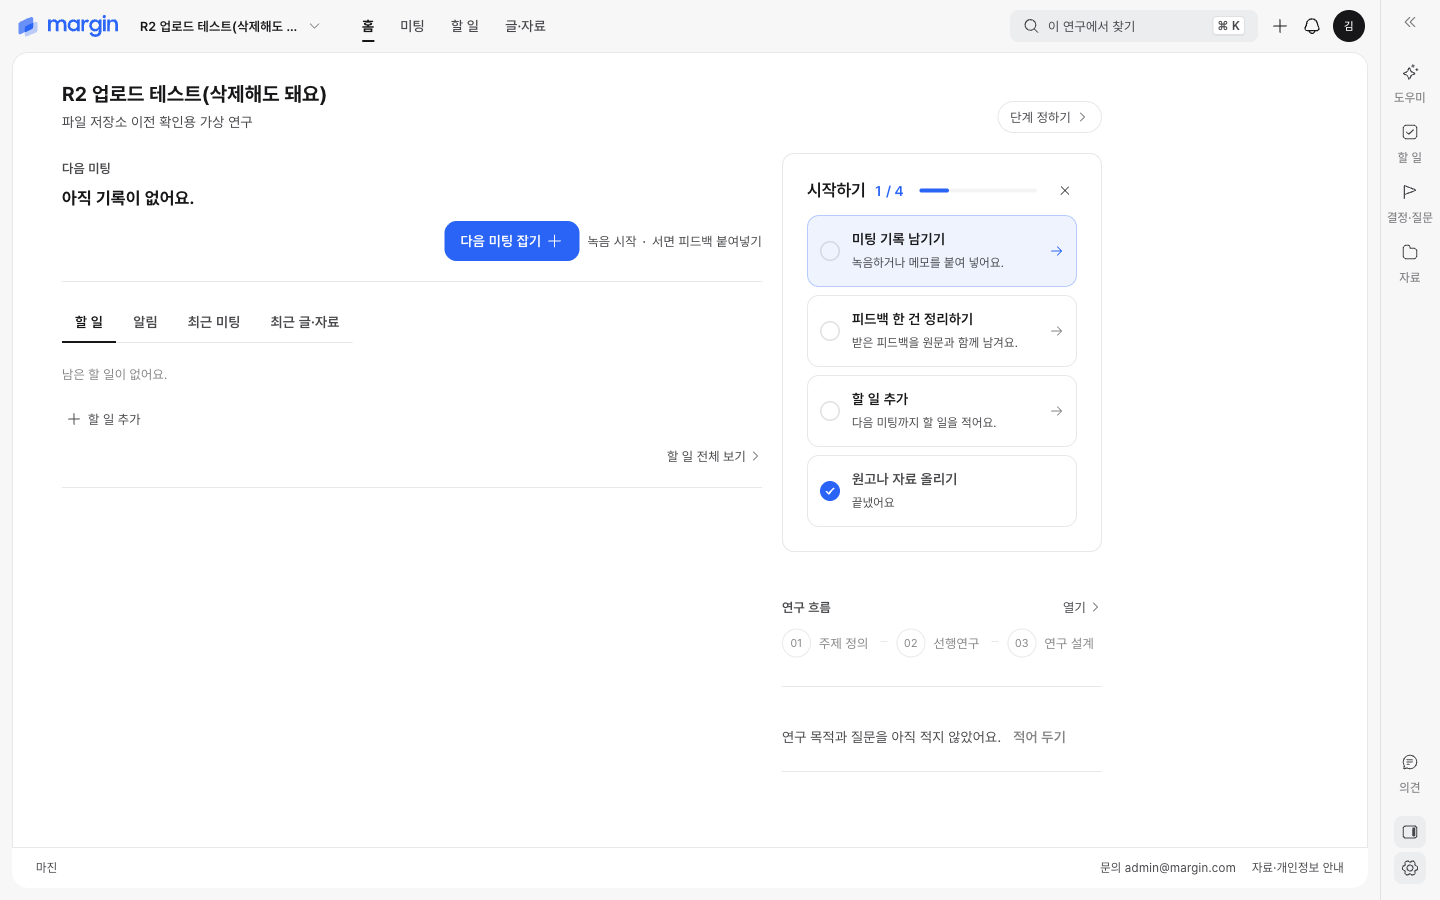 margin
R2 업로드 테스트(삭제해도 ...
홈
미팅
할 일
글·자료
이 연구에서 찾기
⌘ K
김
R2 업로드 테스트(삭제해도 돼요)
파일 저장소 이전 확인용 가상 연구
단계 정하기
다음 미팅
아직 기록이 없어요.
다음 미팅 잡기
녹음 시작 · 서면 피드백 붙여넣기
할 일
알림
최근 미팅
최근 글·자료
남은 할 일이 없어요.
할 일 추가
할 일 전체 보기
시작하기 1 / 4
미팅 기록 남기기
녹음하거나 메모를 붙여 넣어요.
피드백 한 건 정리하기
받은 피드백을 원문과 함께 남겨요.
할 일 추가
다음 미팅까지 할 일을 적어요.
원고나 자료 올리기
끝냈어요
연구 흐름
열기
01 주제 정의
02 선행연구
03 연구 설계
연구 목적과 질문을 아직 적지 않았어요. 적어 두기
도우미
할 일
결정·질문
자료
의견
마진
문의 admin@margin.com
자료·개인정보 안내